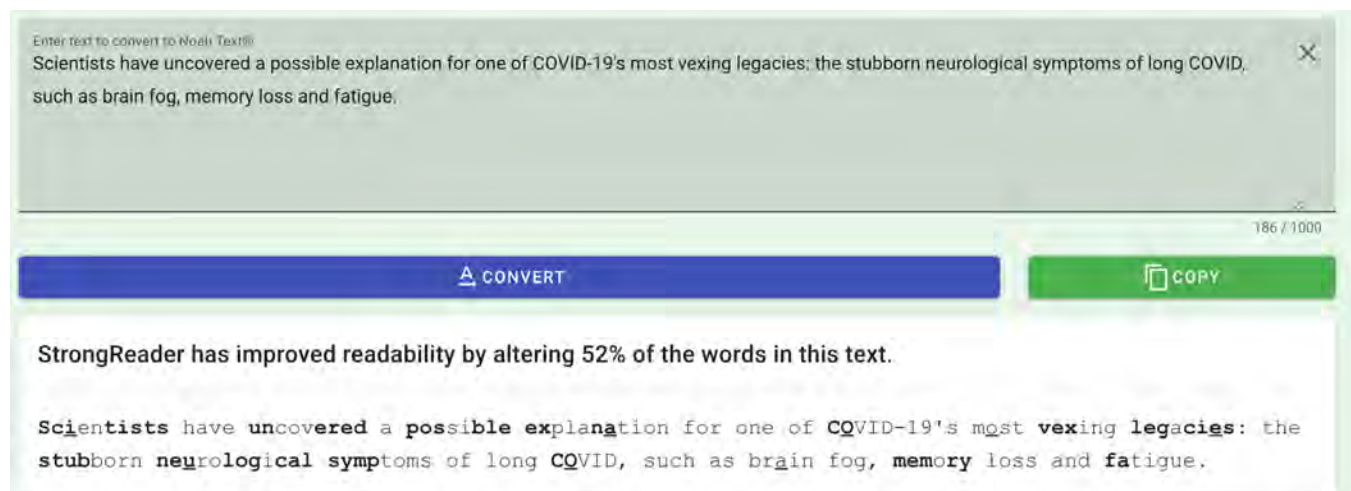 Enter text to convert to Noah Text®
Scientists have uncovered a possible explanation for one of COVID-19's most vexing legacies: the stubborn neurological symptoms of long COVID,
such as brain fog, memory loss and fatigue.
186 / 1000
CONVERT
COPY
StrongReader has improved readability by altering 52% of the words in this text.
Scientists have uncovered a possible explanation for one of COVID-19's most vexing legacies: the
stubborn neurological symptoms of long COVID, such as brain fog, memory loss and fatigue.